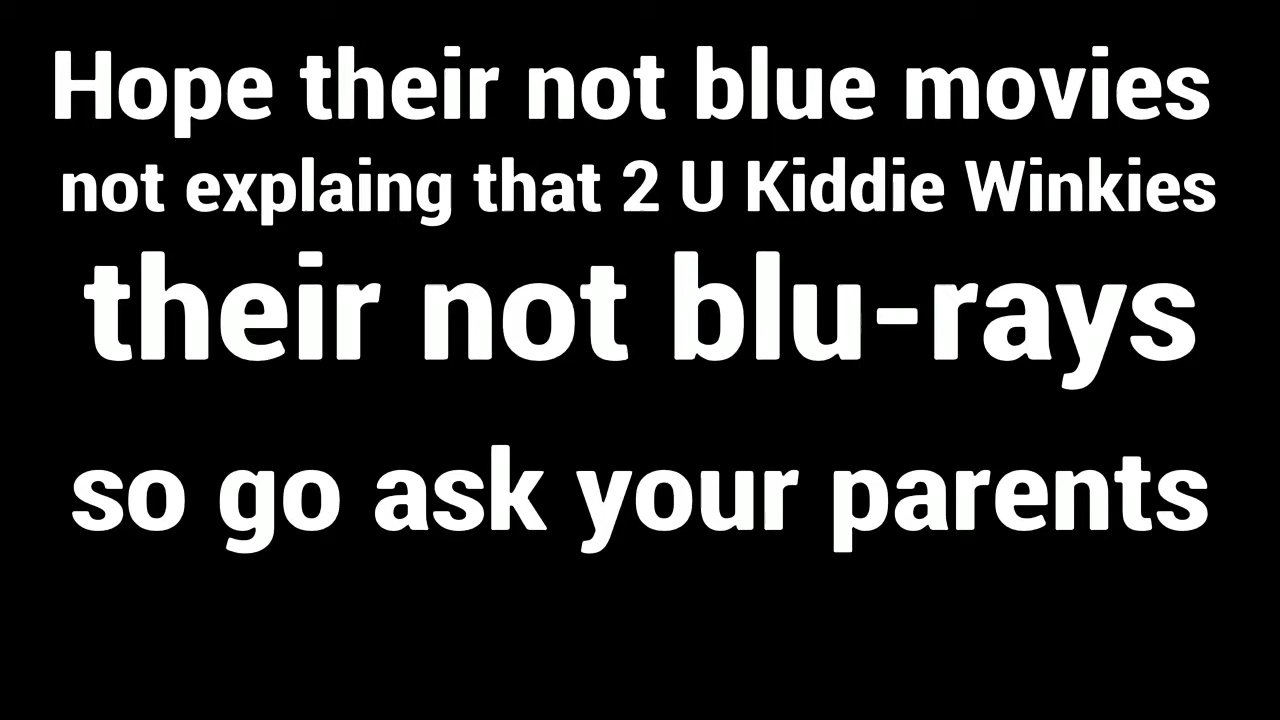 Hope their not blue movies
not explaing that 2 U Kiddie Winkies
their not blu-rays
so go ask your parents